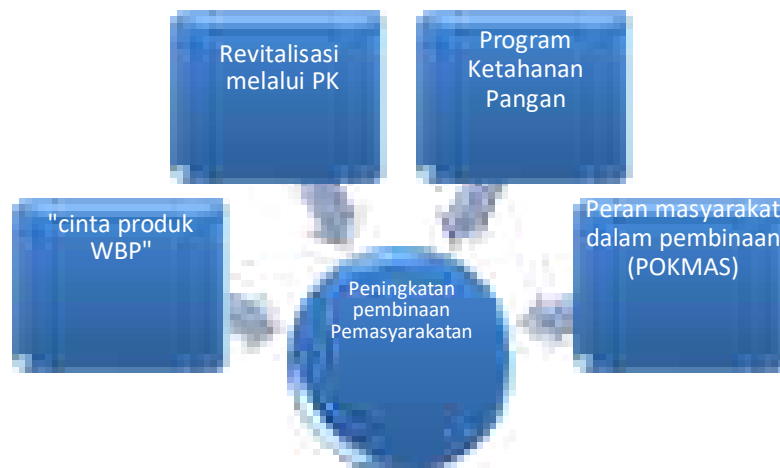 Revitalisasi
melalui PK
Program
Ketahanan
Pangan
"cinta produk
WBP"
Peran masyarakat
dalam pembinaan
(POKMAS)
Peningkatan
pembinaan
Pemasyarakatan